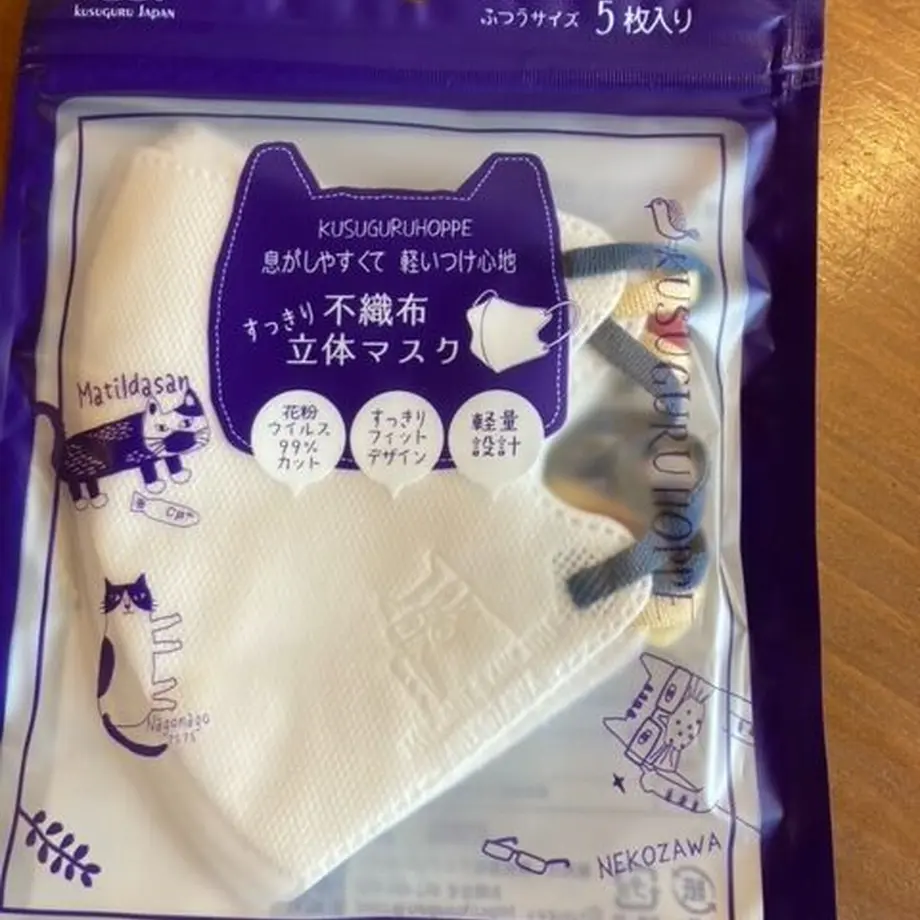 KUSUGURU JAPAN
ふつうサイズ 5枚入り
KUSUGURUHOPPE
息がしやすくて 軽いつけ心地
すっきり 不織布
立体マスク
花粉
ウイルス
99%
カット
すっきり
フィット
デザイン
軽量
設計
KUSUGURU HOPPE
Matildasan
Nagonago
NEKOZAWA
紙